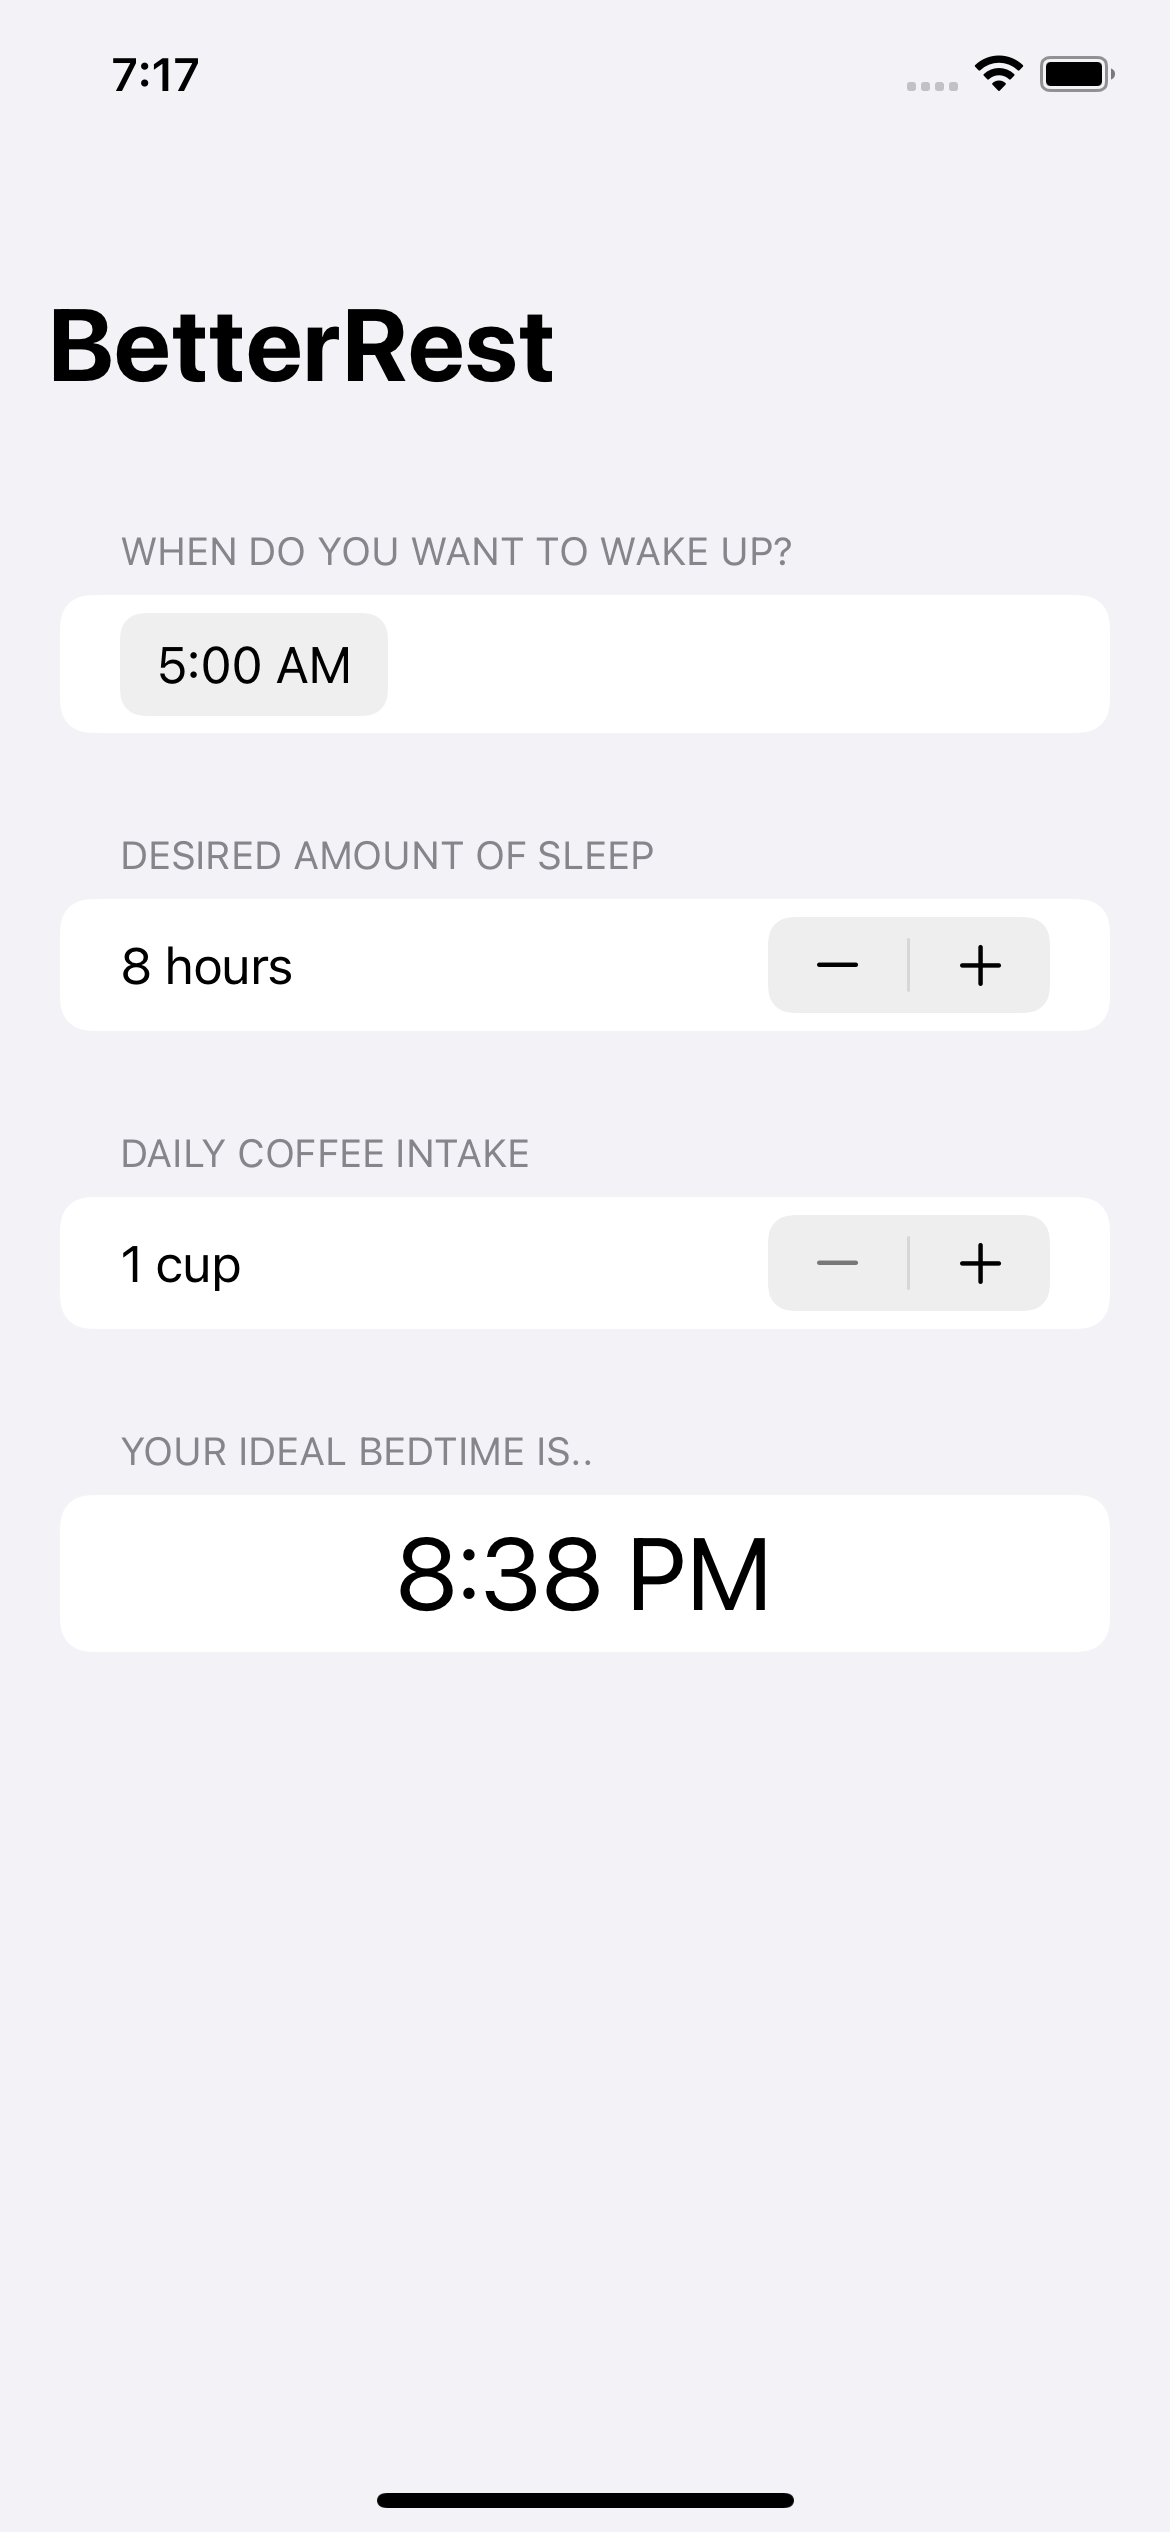 7:17
BetterRest
WHEN DO YOU WANT TO WAKE UP?
5:00 AM
DESIRED AMOUNT OF SLEEP
8 hours
DAILY COFFEE INTAKE
1 cup
YOUR IDEAL BEDTIME IS..
8:38 PM